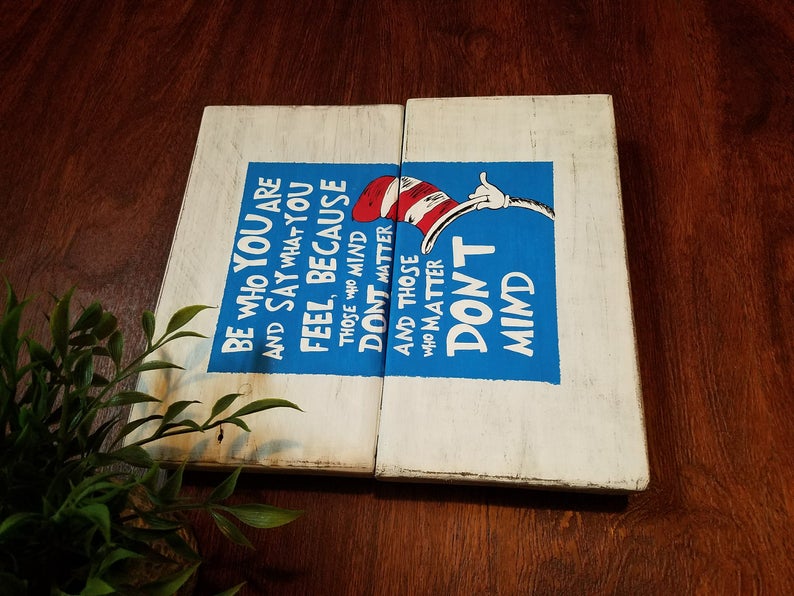 BE WHO YOU ARE
AND SAY WHAT YOU
FEEL, BECAUSE
THOSE WHO MIND
DON'T MATTER
AND THOSE
WHO MATTER
DON'T
MIND